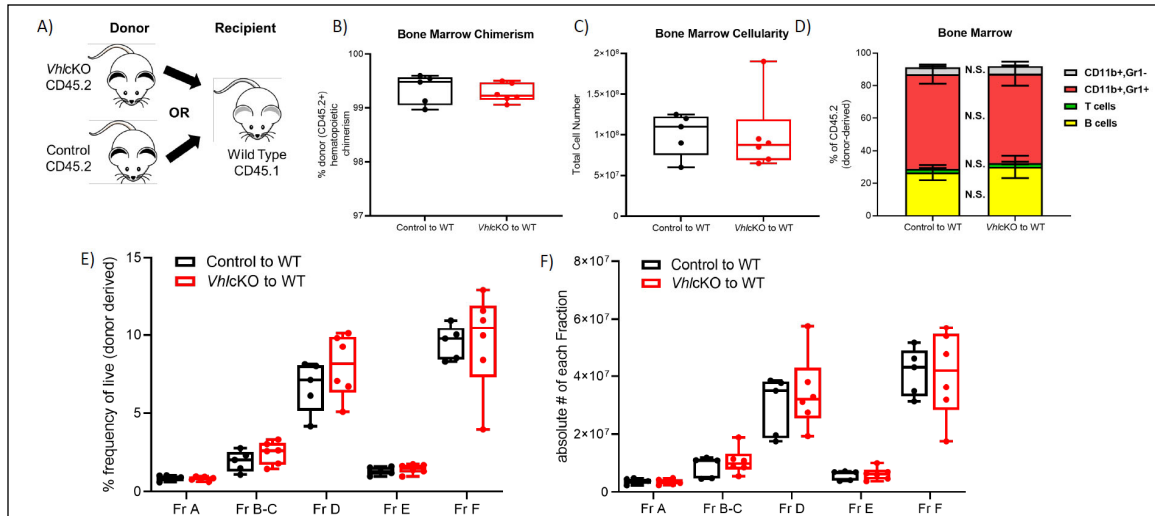 A)
Donor
Recipient
VhlcKO
CD45.2
OR
Control
CD45.2
Wild Type
CD45.1
B)
Bone Marrow Chimerism
% donor (CD45.2+)
hematopoietic
chimerism
100
99
98
97
Control to WT
VhlcKO to WT
C)
Bone Marrow Cellularity
Total Cell Number
2×10⁸
1.5×10⁸
1×10⁸
5×10⁷
0
Control to WT
VhlcKO to WT
D)
Bone Marrow
% of CD45.2
(donor-derived)
100
80
60
40
20
0
N.S.
N.S.
N.S.
N.S.
Control to WT
VhlcKO to WT
CD11b+,Gr1-
CD11b+,Gr1+
T cells
B cells
E)
Control to WT
VhlcKO to WT
% frequency of live (donor derived)
15
10
5
0
Fr A
Fr B-C
Fr D
Fr E
Fr F
F)
Control to WT
VhlcKO to WT
absolute # of each Fraction
8×10⁷
6×10⁷
4×10⁷
2×10⁷
0
Fr A
Fr B-C
Fr D
Fr E
Fr F